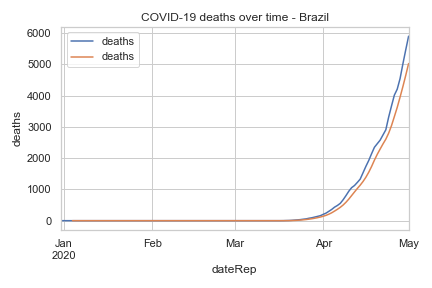 COVID-19 deaths over time - Brazil
deaths
deaths
6000
5000
4000
3000
2000
1000
0
deaths
Jan
2020
Feb
Mar
Apr
May
dateRep